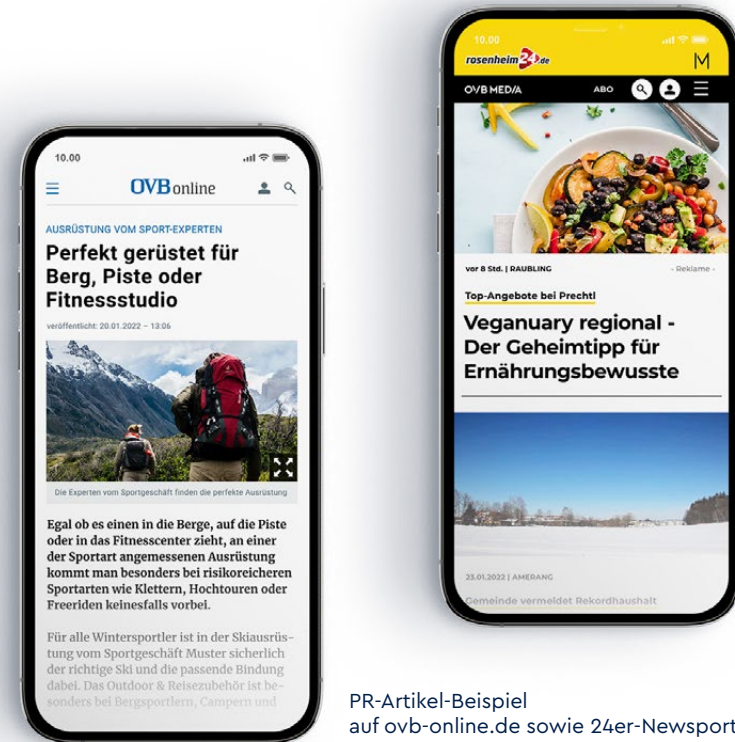 10.00
OVB online
AUSRÜSTUNG VOM SPORT-EXPERTEN
Perfekt gerüstet für
Berg, Piste oder
Fitnessstudio
veröffentlicht: 20.01.2022 – 13:06
Die Experten vom Sportgeschäft finden die perfekte Ausrüstung
Egal ob es einen in die Berge, auf die Piste
oder in das Fitnesscenter zieht, an einer
der Sportart angemessenen Ausrüstung
kommt man besonders bei risikoreicheren
Sportarten wie Klettern, Hochtouren oder
Freeriden keinesfalls vorbei.
Für alle Wintersportler ist in der Skiausrüs-
tung vom Sportgeschäft Muster sicherlich
der richtige Ski und die passende Bindung
dabei. Das Outdoor & Reisezubehör ist be-
sonders bei Bergsportlern, Campern und
10.00
rosenheim24.de
M
OVB MEDIA ABO
vor 8 Std. | RAUBLING - Reklame -
Top-Angebote bei Prechtl
Veganuary regional -
Der Geheimtipp für
Ernährungsbewusste
23.01.2022 | AMERANG
Gemeinde vermeldet Rekordhaushalt
PR-Artikel-Beispiel
auf ovb-online.de sowie 24er-Newsport